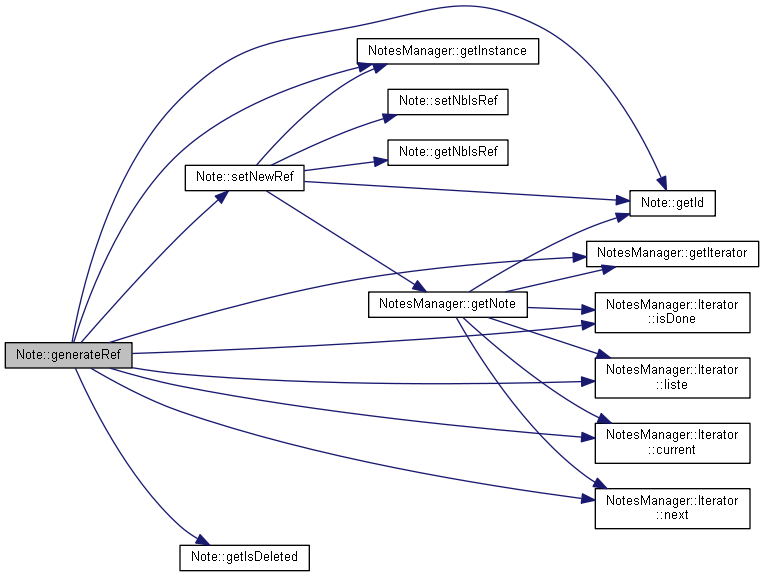 NotesManager::getInstance
Note::setNbIsRef
Note::getNbIsRef
Note::setNewRef
Note::getId
NotesManager::getIterator
NotesManager::getNote
NotesManager::Iterator
::isDone
Note::generateRef
NotesManager::Iterator
::liste
NotesManager::Iterator
::current
NotesManager::Iterator
::next
Note::getIsDeleted